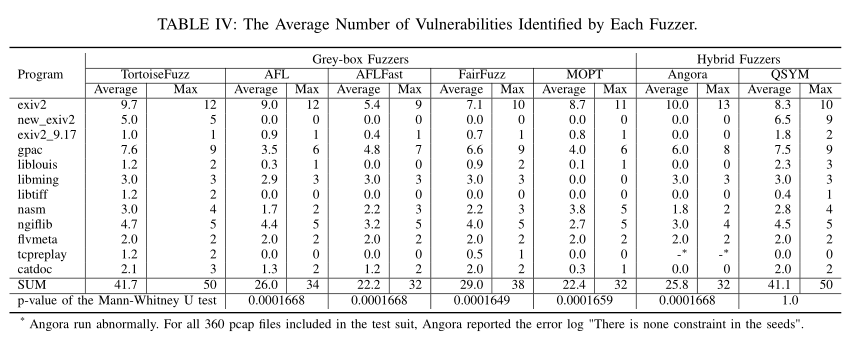 TABLE IV: The Average Number of Vulnerabilities Identified by Each Fuzzer.
Program Grey-box Fuzzers Hybrid Fuzzers
TortoiseFuzz AFL AFLFast FairFuzz MOPT Angora QSYM
Average Max Average Max Average Max Average Max Average Max Average Max Average Max
exiv2 9.7 12 9.0 12 5.4 9 7.1 10 8.7 11 10.0 13 8.3 10
new_exiv2 5.0 5 0.0 0 0.0 0 0.0 0 0.0 0 0.0 0 6.5 9
exiv2_9.17 1.0 1 0.9 1 0.4 1 0.7 1 0.8 1 0.0 0 1.8 2
gpac 7.6 9 3.5 6 4.8 7 6.6 9 4.0 6 6.0 8 7.5 9
liblouis 1.2 2 0.3 1 0.0 0 0.9 2 0.1 1 0.0 0 2.3 3
libming 3.0 3 2.9 3 3.0 3 3.0 3 0.0 0 3.0 3 3.0 3
libtiff 1.2 2 0.0 0 0.0 0 0.0 0 0.0 0 0.0 0 0.4 1
nasm 3.0 4 1.7 2 2.2 3 2.2 3 3.8 5 1.8 2 2.8 4
ngiflib 4.7 5 4.4 5 3.2 5 4.0 5 2.7 5 3.0 4 4.5 5
flvmeta 2.0 2 2.0 2 2.0 2 2.0 2 2.0 2 2.0 2 2.0 2
tcpreplay 1.2 2 0.0 0 0.0 0 0.5 1 0.0 0 -* -* 0.0 0
catdoc 2.1 3 1.3 2 1.2 2 2.0 2 0.3 1 0.0 0 2.0 2
SUM 41.7 50 26.0 34 22.2 32 29.0 38 22.4 32 25.8 32 41.1 50
p-value of the Mann-Whitney U test 0.0001668 0.0001668 0.0001649 0.0001659 0.0001668 1.0
* Angora run abnormally. For all 360 pcap files included in the test suit, Angora reported the error log "There is none constraint in the seeds".